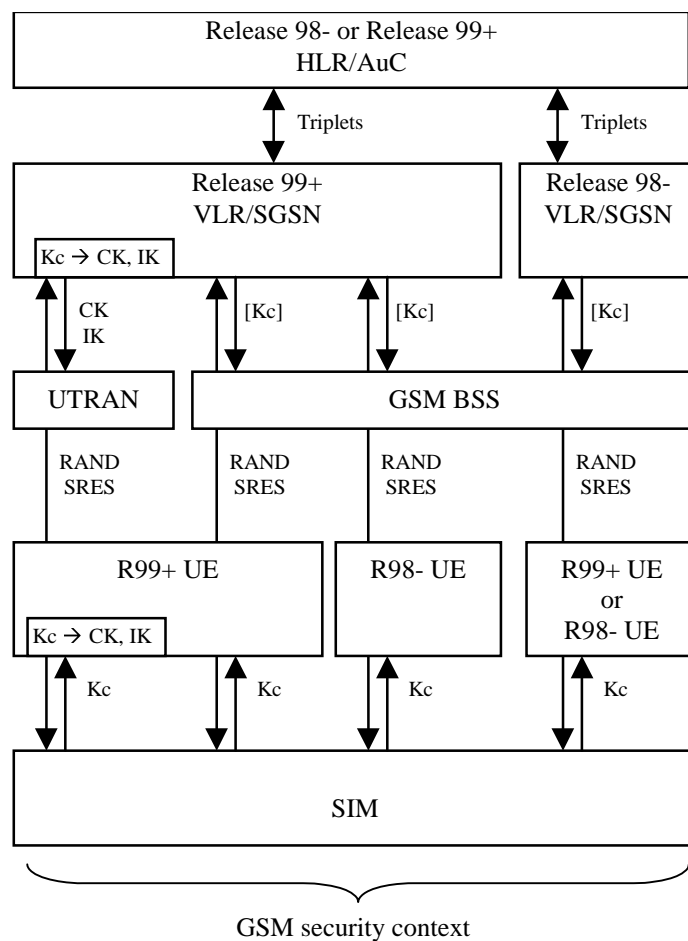 Release 98- or Release 99+
HLR/AuC
Triplets
Triplets
Release 99+
VLR/SGSN
Release 98-
VLR/SGSN
Kc → CK, IK
CK
IK
[Kc]
[Kc]
[Kc]
UTRAN
GSM BSS
RAND
SRES
RAND
SRES
RAND
SRES
RAND
SRES
R99+ UE
R98- UE
R99+ UE
or
R98- UE
Kc → CK, IK
Kc
Kc
Kc
Kc
SIM
GSM security context